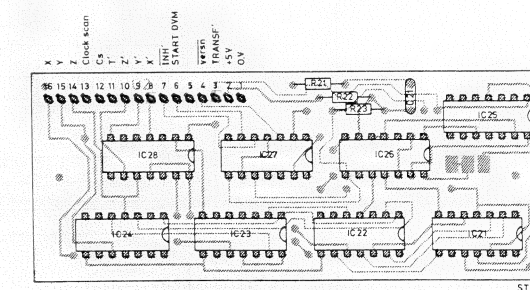 X
Y
Z
Clock scan
Cs
T'
Z'
Y'
X'
INH'
START DVM
versn
TRANSF'
+5V
0.V
16 15 14 13 12 11 10 9 8 7 6 5 4 3 2 1
R21
R22
R23
IC25
IC28
IC27
IC26
IC24
IC23
IC22
IC21